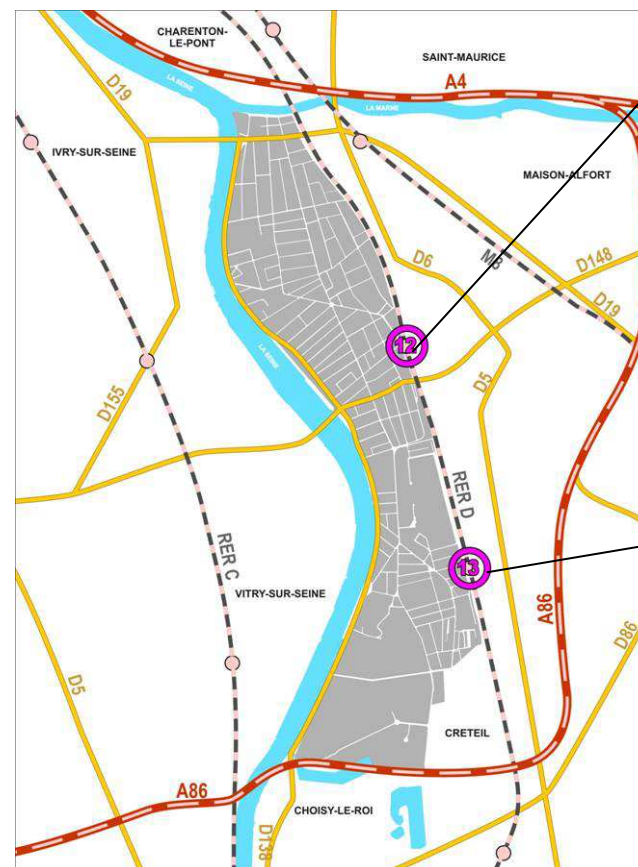 CHARENTON-
LE-PONT
SAINT-MAURICE
D19
LA SEINE
A4
LA MARNE
IVRY-SUR-SEINE
MAISON-ALFORT
D6
M8
D148
D19
12
LA SEINE
D5
D155
RER D
RER C
13
VITRY-SUR-SEINE
A86
D86
D5
CRETEIL
A86
CHOISY-LE-ROI
D138